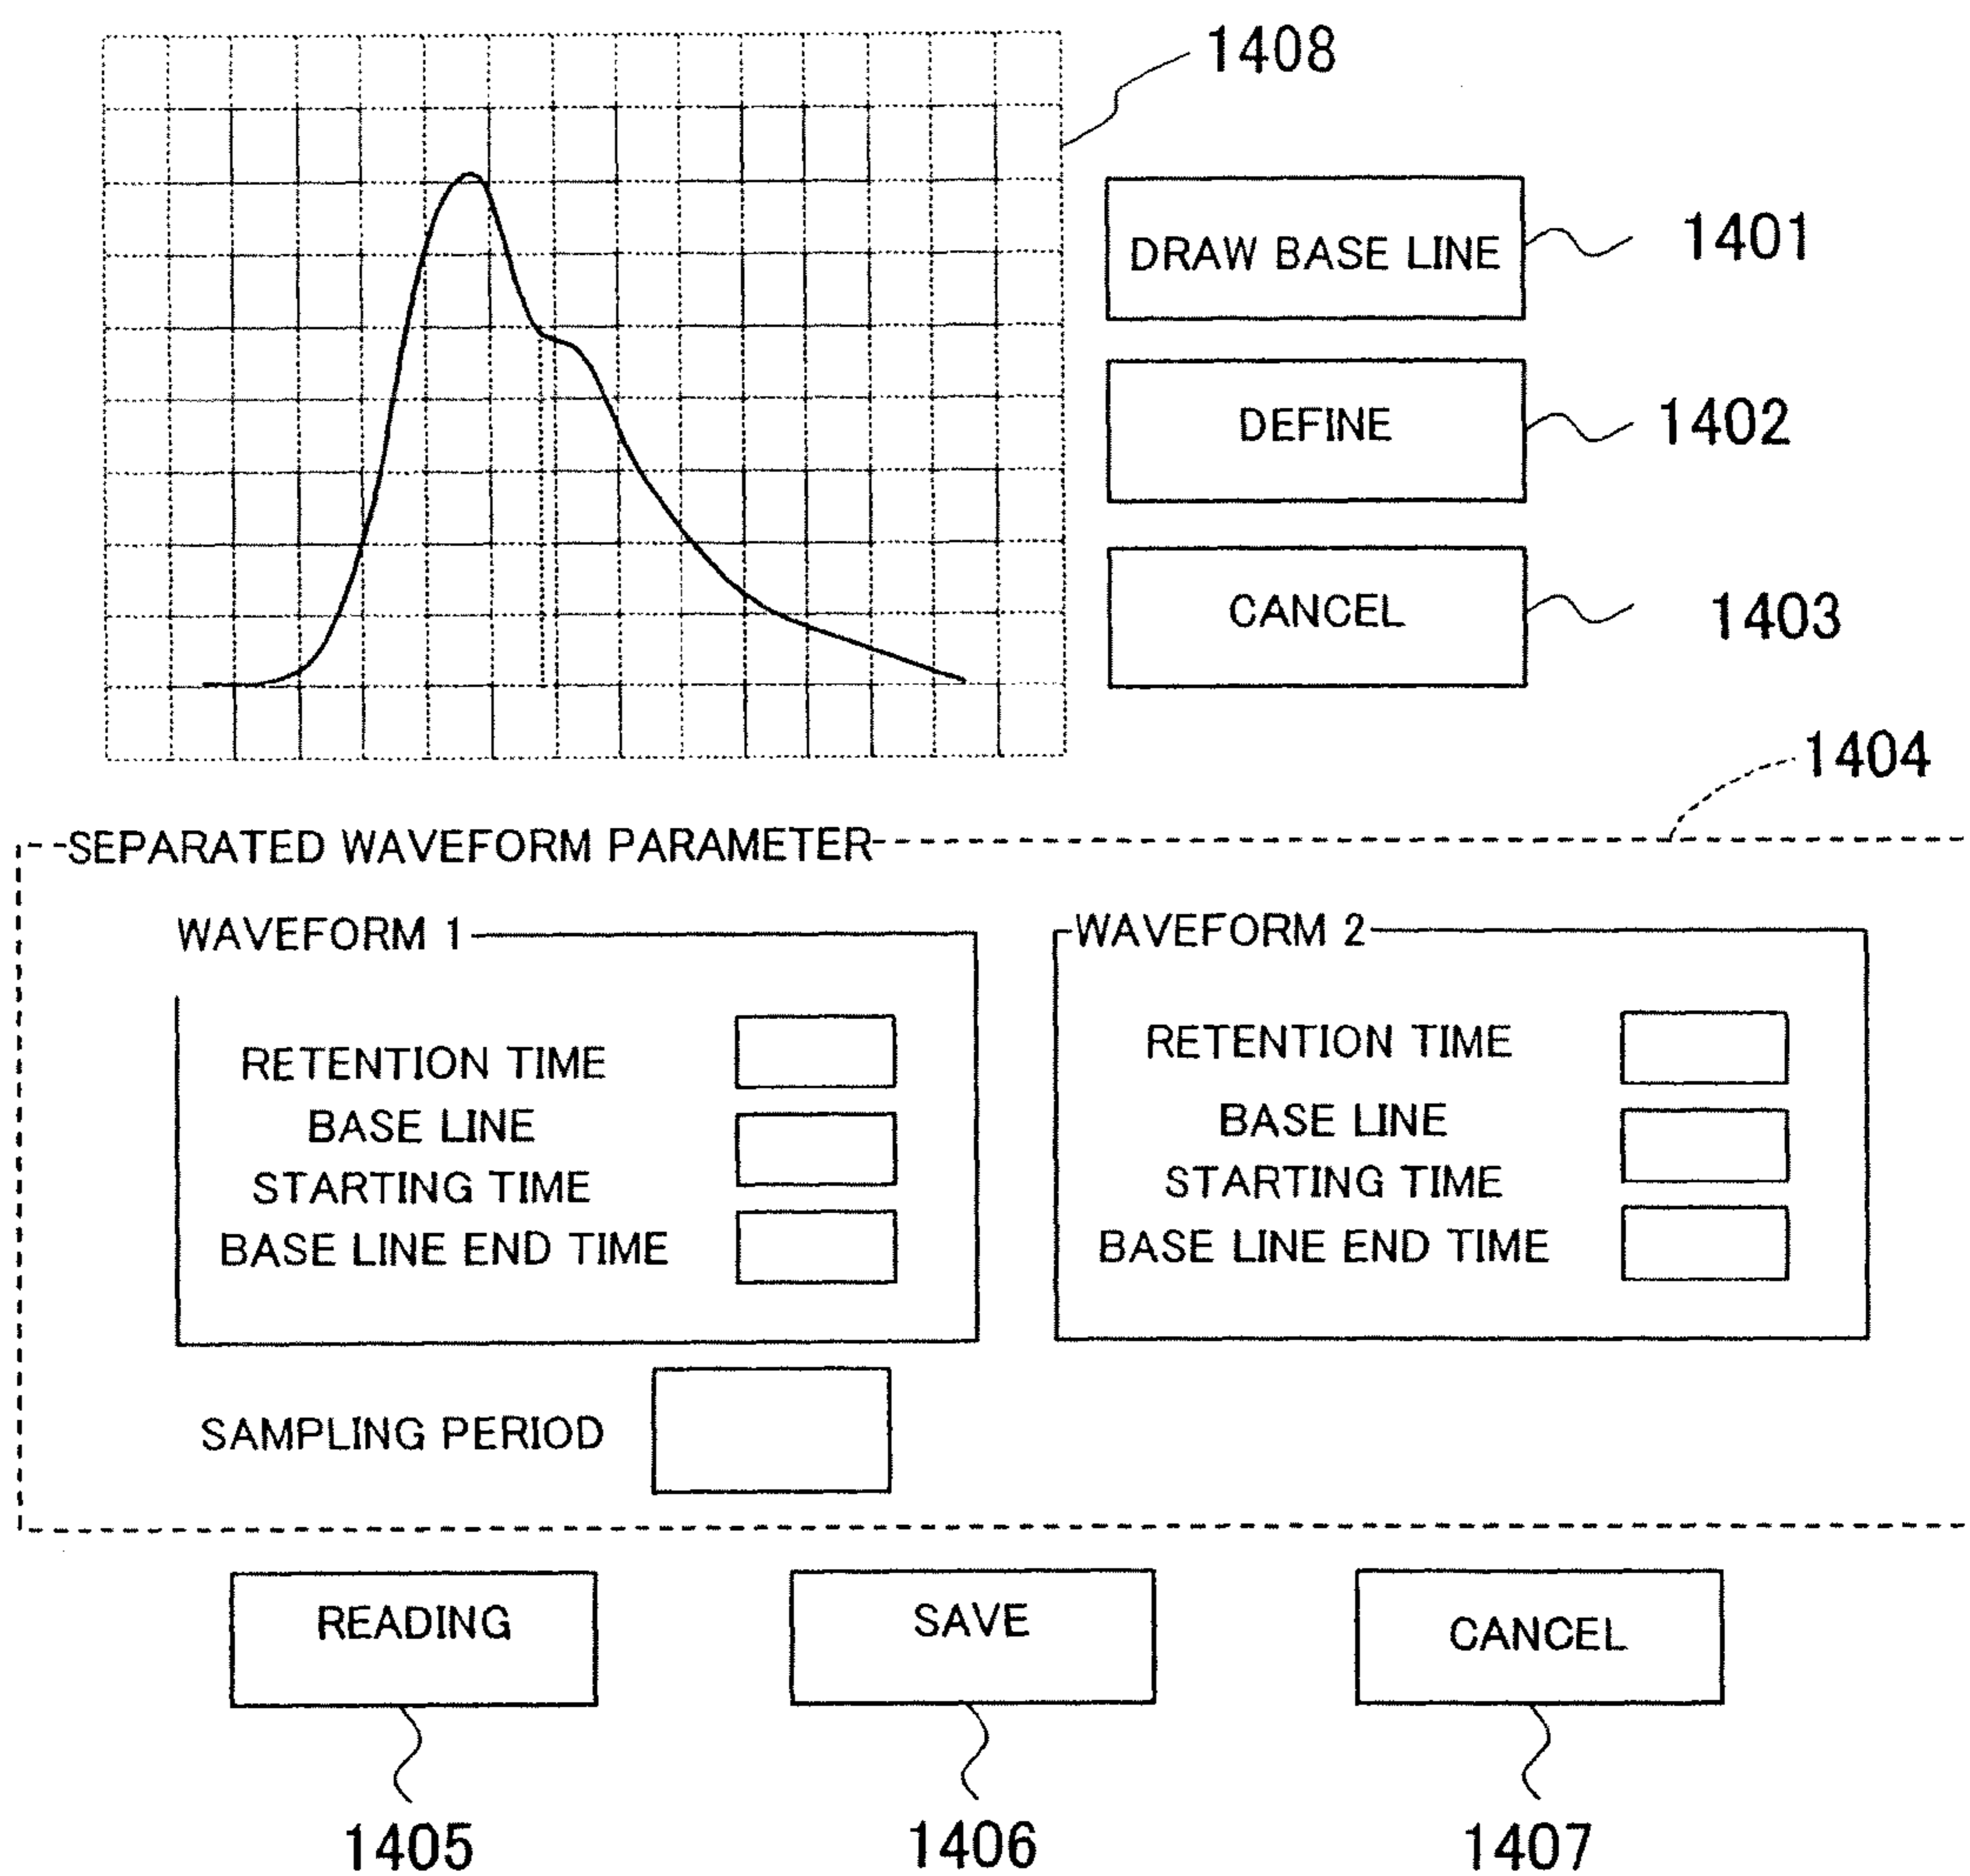 1408
DRAW BASE LINE
1401
DEFINE
1402
CANCEL
1403
1404
SEPARATED WAVEFORM PARAMETER
WAVEFORM 1
RETENTION TIME
BASE LINE
STARTING TIME
BASE LINE END TIME
WAVEFORM 2
RETENTION TIME
BASE LINE
STARTING TIME
BASE LINE END TIME
SAMPLING PERIOD
READING
SAVE
CANCEL
1405
1406
1407